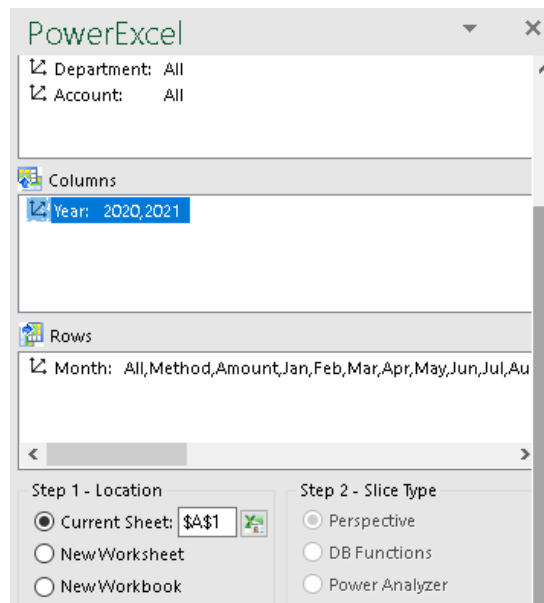 PowerExcel
Department: All
Account: All
Columns
Year: 2020,2021
Rows
Month: All,Method,Amount,Jan,Feb,Mar,Apr,May,Jun,Jul,Au
Step 1 - Location
Current Sheet: $A$1
New Worksheet
New Workbook
Step 2 - Slice Type
Perspective
DB Functions
Power Analyzer